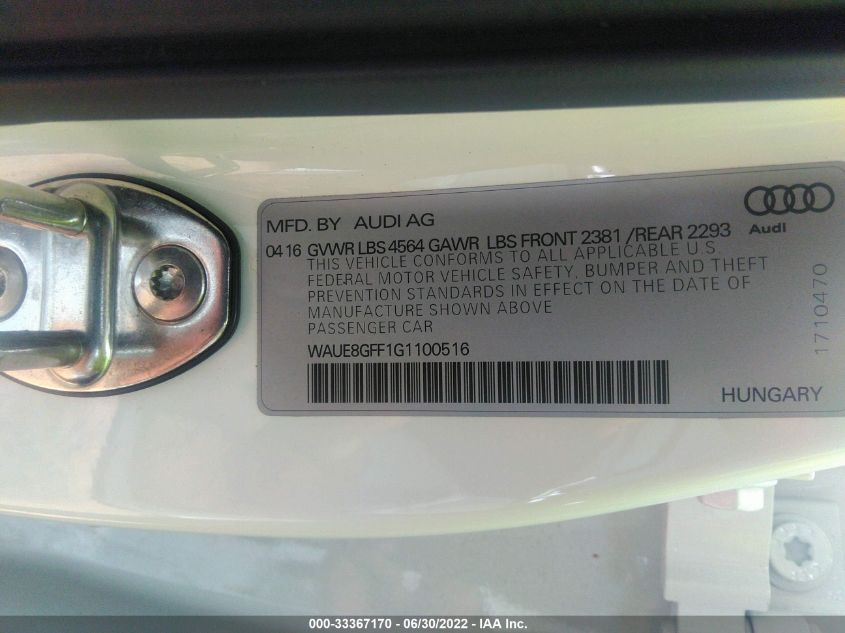 MFD. BY AUDI AG
Audi
04 16 GVWR LBS 4564 GAWR LBS FRONT 2381 /REAR 2293
THIS VEHICLE CONFORMS TO ALL APPLICABLE U.S.
FEDERAL MOTOR VEHICLE SAFETY, BUMPER AND THEFT
PREVENTION STANDARDS IN EFFECT ON THE DATE OF
MANUFACTURE SHOWN ABOVE
PASSENGER CAR
WAUE8GFF1G1100516
HUNGARY
1710470
000-33367170 - 06/30/2022 - IAA Inc.